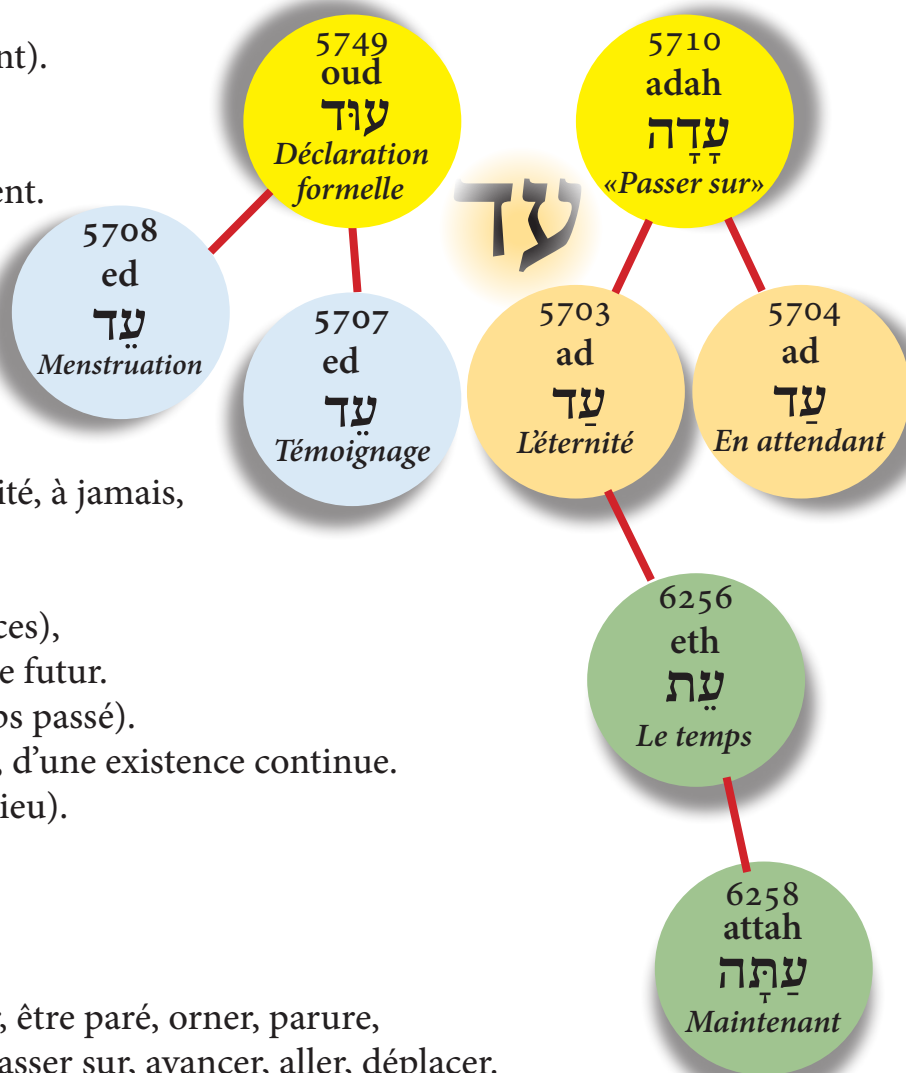 nt).
ent.
ité, à jamais,
ces),
e futur.
ps passé).
, d'une existence continue.
ieu).
, être paré, orner, parure,
asser sur, avancer, aller, déplacer.
5749
oud
עוּד
Déclaration
formelle
5710
adah
עָדָה
«Passer sur»
עד
5708
ed
עֵד
Menstruation
5707
ed
עֵד
Témoignage
5703
ad
עַד
L'éternité
5704
ad
עַד
En attendant
6256
eth
עֵת
Le temps
6258
attah
עַתָּה
Maintenant